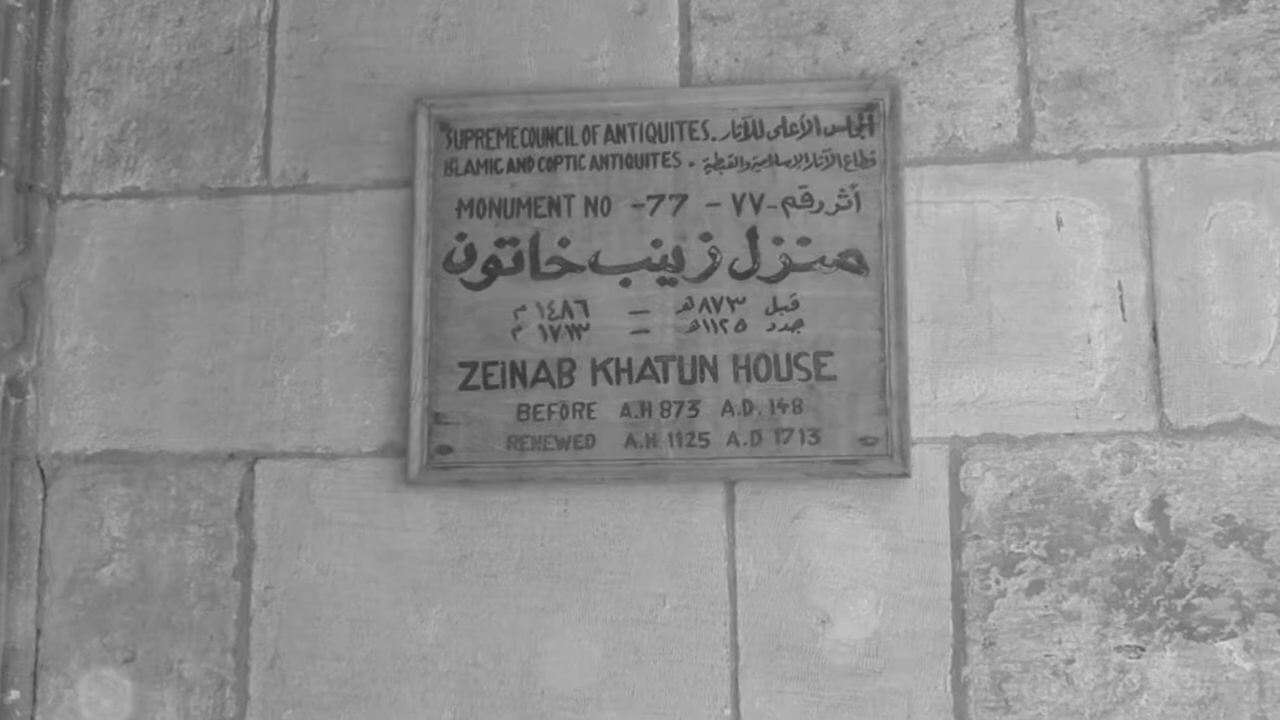 SUPREME COUNCIL OF ANTIQUITES. المجلس الأعلى للآثار
ISLAMIC AND COPTIC ANTIQUITES . قطاع الآثار الإسلامية والقبطية
MONUMENT NO -77 - أثر رقم-٧٧
منزل زينب خاتون
قبل ٨٧٣هـ = ١٤٨٦م
جدد ١١٢٥هـ = ١٧١٣م
ZEINAB KHATUN HOUSE
BEFORE A.H 873 A.D. 148
RENEWED A.H 1125 A.D 1713